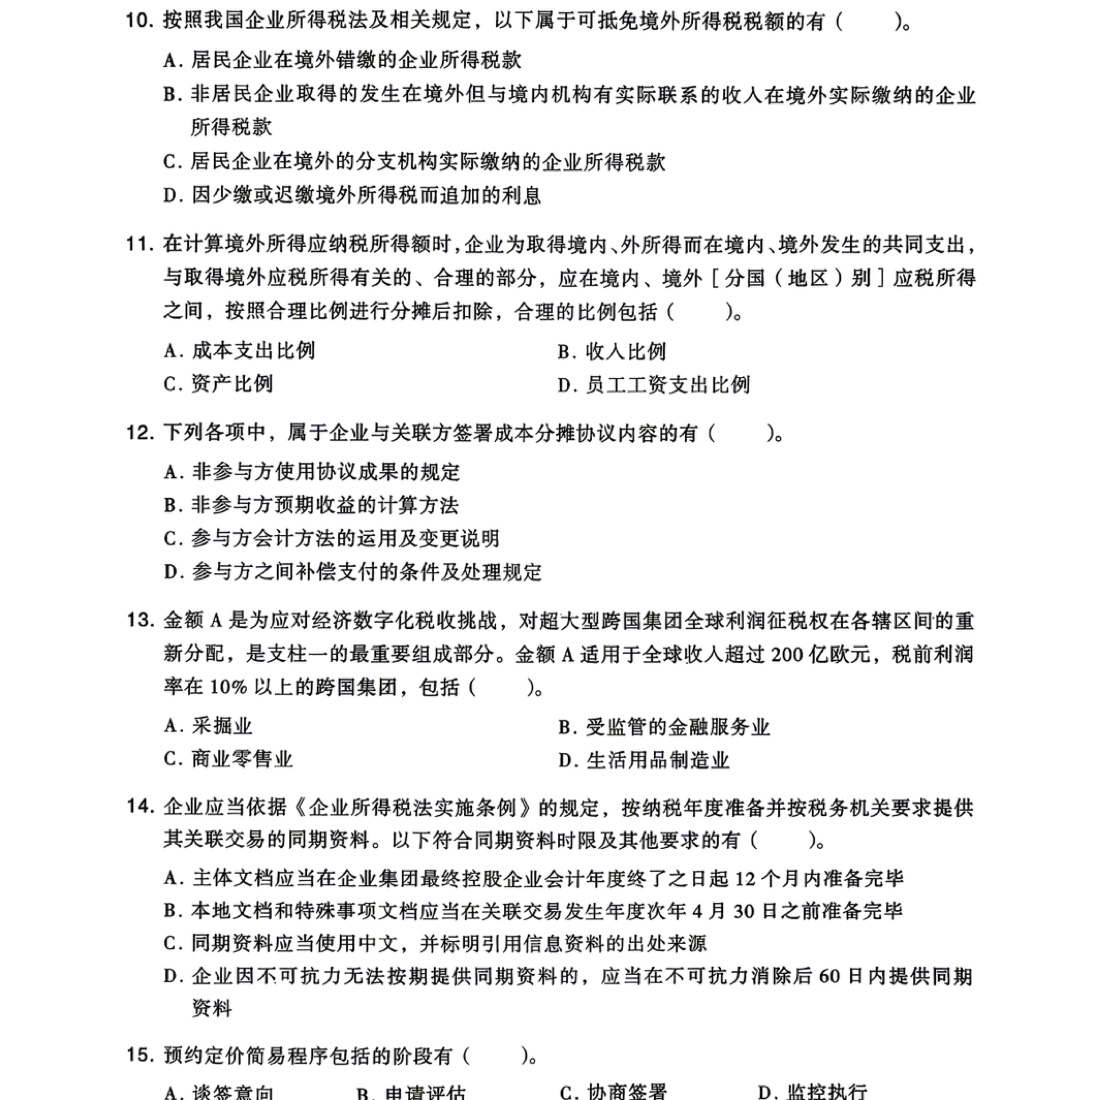 10. 按照我国企业所得税法及相关规定，以下属于可抵免境外所得税税额的有（　　）。
A. 居民企业在境外错缴的企业所得税款
B. 非居民企业取得的发生在境外但与境内机构有实际联系的收入在境外实际缴纳的企业
所得税款
C. 居民企业在境外的分支机构实际缴纳的企业所得税款
D. 因少缴或迟缴境外所得税而追加的利息
11. 在计算境外所得应纳税所得额时，企业为取得境内、外所得而在境内、境外发生的共同支出，
与取得境外应税所得有关的、合理的部分，应在境内、境外［分国（地区）别］应税所得
之间，按照合理比例进行分摊后扣除，合理的比例包括（　　）。
A. 成本支出比例　　B. 收入比例
C. 资产比例　　D. 员工工资支出比例
12. 下列各项中，属于企业与关联方签署成本分摊协议内容的有（　　）。
A. 非参与方使用协议成果的规定
B. 非参与方预期收益的计算方法
C. 参与方会计方法的运用及变更说明
D. 参与方之间补偿支付的条件及处理规定
13. 金额 A 是为应对经济数字化税收挑战，对超大型跨国集团全球利润征税权在各辖区间的重
新分配，是支柱一的最重要组成部分。金额 A 适用于全球收入超过 200 亿欧元，税前利润
率在 10% 以上的跨国集团，包括（　　）。
A. 采掘业　　B. 受监管的金融服务业
C. 商业零售业　　D. 生活用品制造业
14. 企业应当依据《企业所得税法实施条例》的规定，按纳税年度准备并按税务机关要求提供
其关联交易的同期资料。以下符合同期资料时限及其他要求的有（　　）。
A. 主体文档应当在企业集团最终控股企业会计年度终了之日起 12 个月内准备完毕
B. 本地文档和特殊事项文档应当在关联交易发生年度次年 4 月 30 日之前准备完毕
C. 同期资料应当使用中文，并标明引用信息资料的出处来源
D. 企业因不可抗力无法按期提供同期资料的，应当在不可抗力消除后 60 日内提供同期
资料
15. 预约定价简易程序包括的阶段有（　　）。
A. 谈签意向　　B. 申请评估　　C. 协商签署　　D. 监控执行